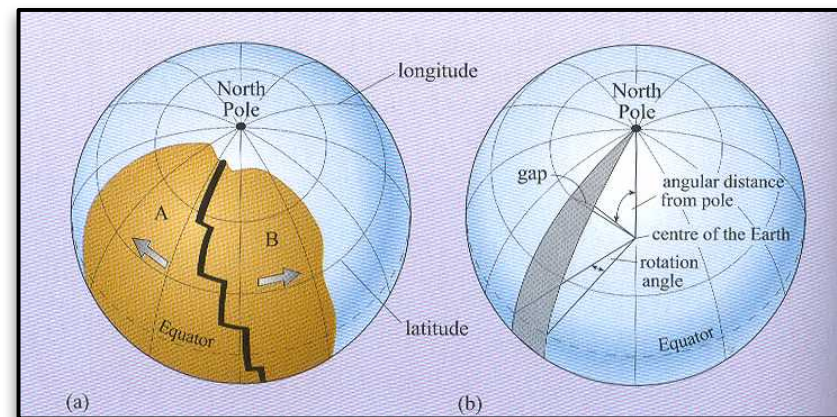 North
Pole
longitude
A
B
Equator
latitude
(a)
North
Pole
gap
angular distance
from pole
centre of the Earth
rotation
angle
Equator
(b)